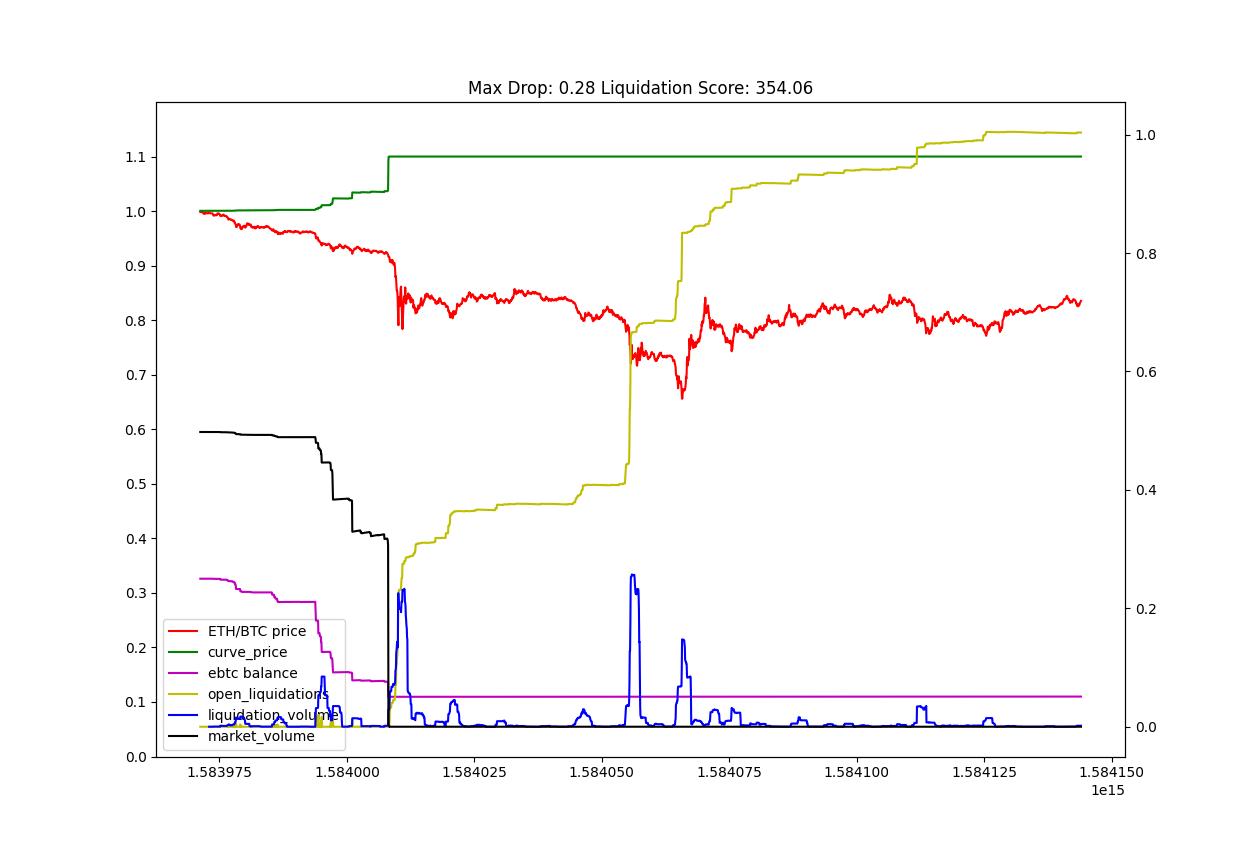 Max Drop: 0.28 Liquidation Score: 354.06
1.1
1.0
0.9
0.8
0.7
0.6
0.5
0.4
0.3
0.2
0.1
0.0
1.0
0.8
0.6
0.4
0.2
0.0
ETH/BTC price
curve_price
ebtc balance
open_liquidations
liquidation_volume
market_volume
1.583975 1.584000 1.584025 1.584050 1.584075 1.584100 1.584125 1.584150
1e15